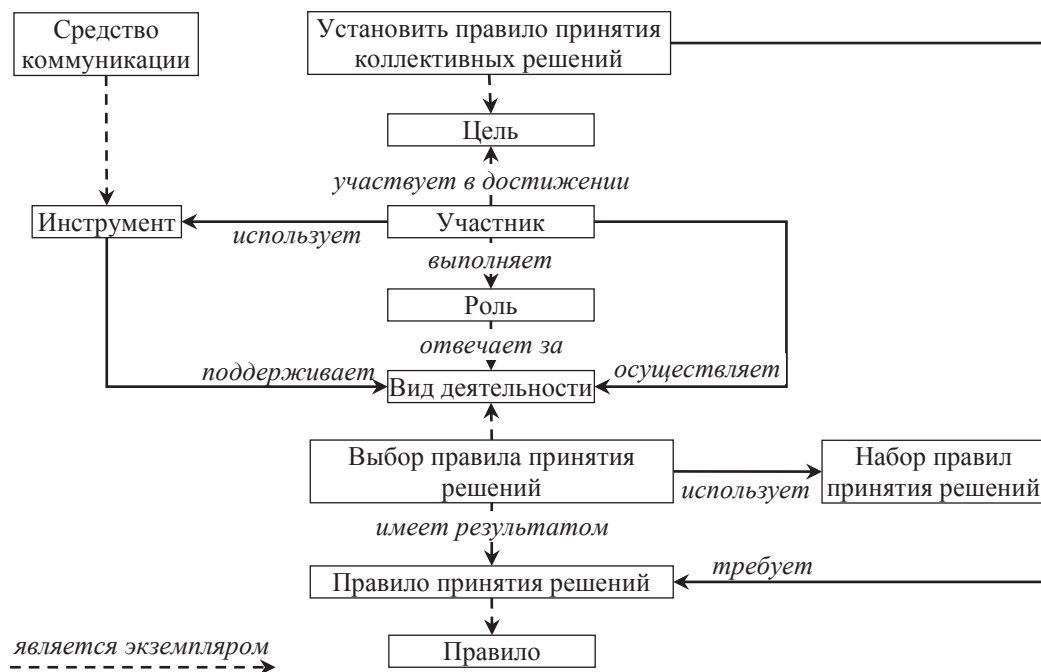 Средство
коммуникации
Установить правило принятия
коллективных решений
Цель
участвует в достижении
Инструмент
использует
Участник
выполняет
Роль
отвечает за
поддерживает
осуществляет
Вид деятельности
Выбор правила принятия
решений
использует
Набор правил
принятия решений
имеет результатом
Правило принятия решений
требует
Правило
является экземпляром